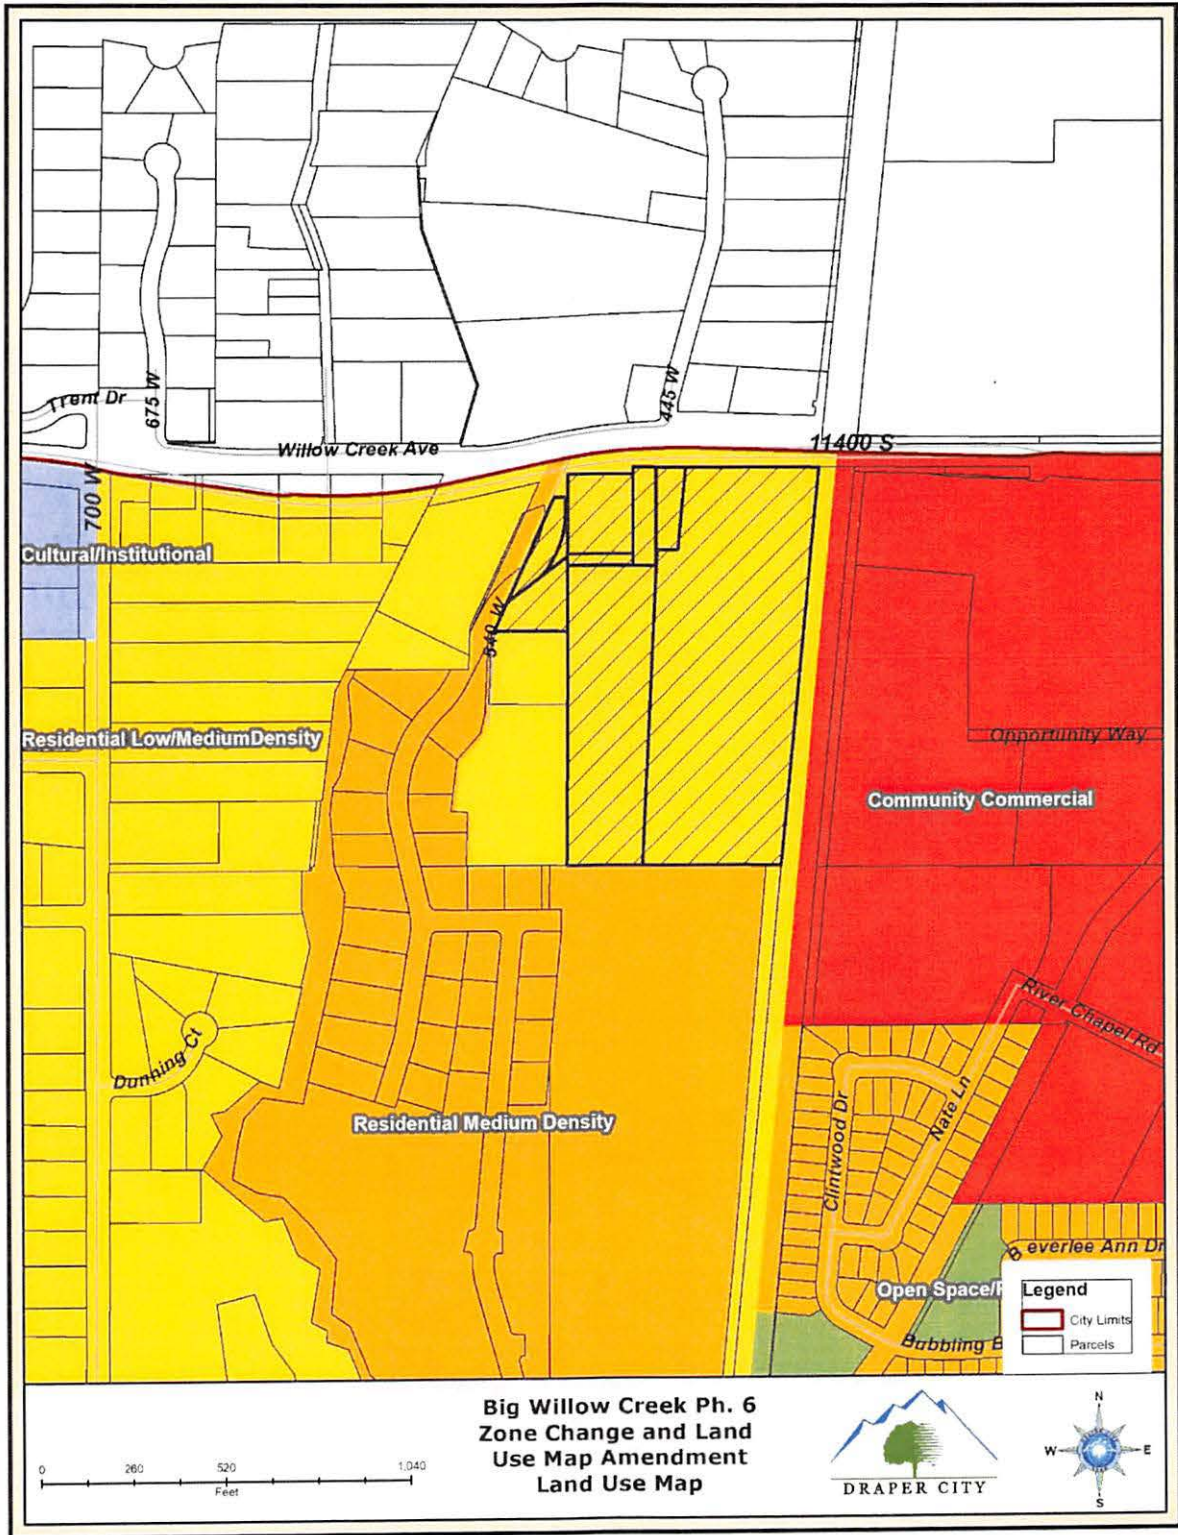 Trent Dr
675 W
445 W
Willow Creek Ave
11400 S
700 W
Cultural/Institutional
540 W
Residential Low/MediumDensity
Opportunity Way
Community Commercial
River Chapel Rd
Dunning Ct
Nate Ln
Clintwood Dr
Residential Medium Density
Beverlee Ann Dr
Open Space/
Bubbling B
Legend
City Limits
Parcels
Big Willow Creek Ph. 6
Zone Change and Land
Use Map Amendment
Land Use Map
0 260 520 1,040
Feet
DRAPER CITY
N
W E
S